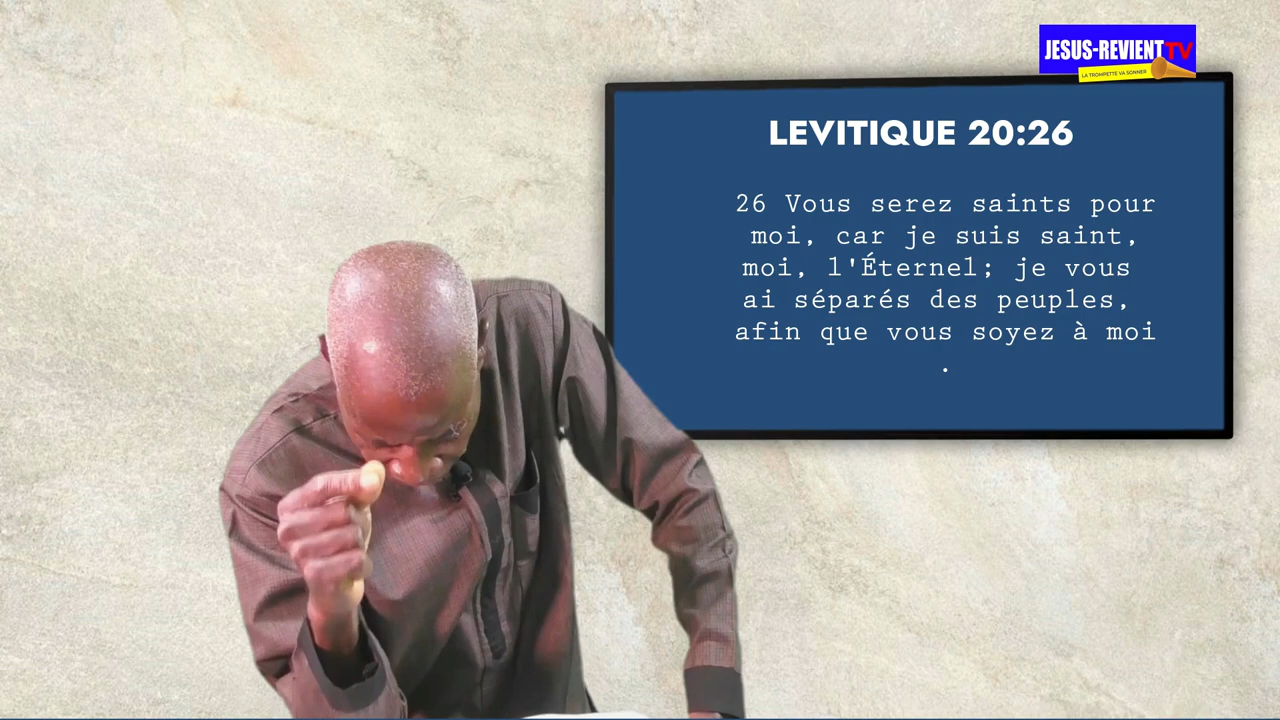 JESUS-REVIENT TV
LA TROMPETTE VA SONNER
LEVITIQUE 20:26
26 Vous serez saints pour
moi, car je suis saint,
moi, l'Éternel; je vous
ai séparés des peuples,
afin que vous soyez à moi
.